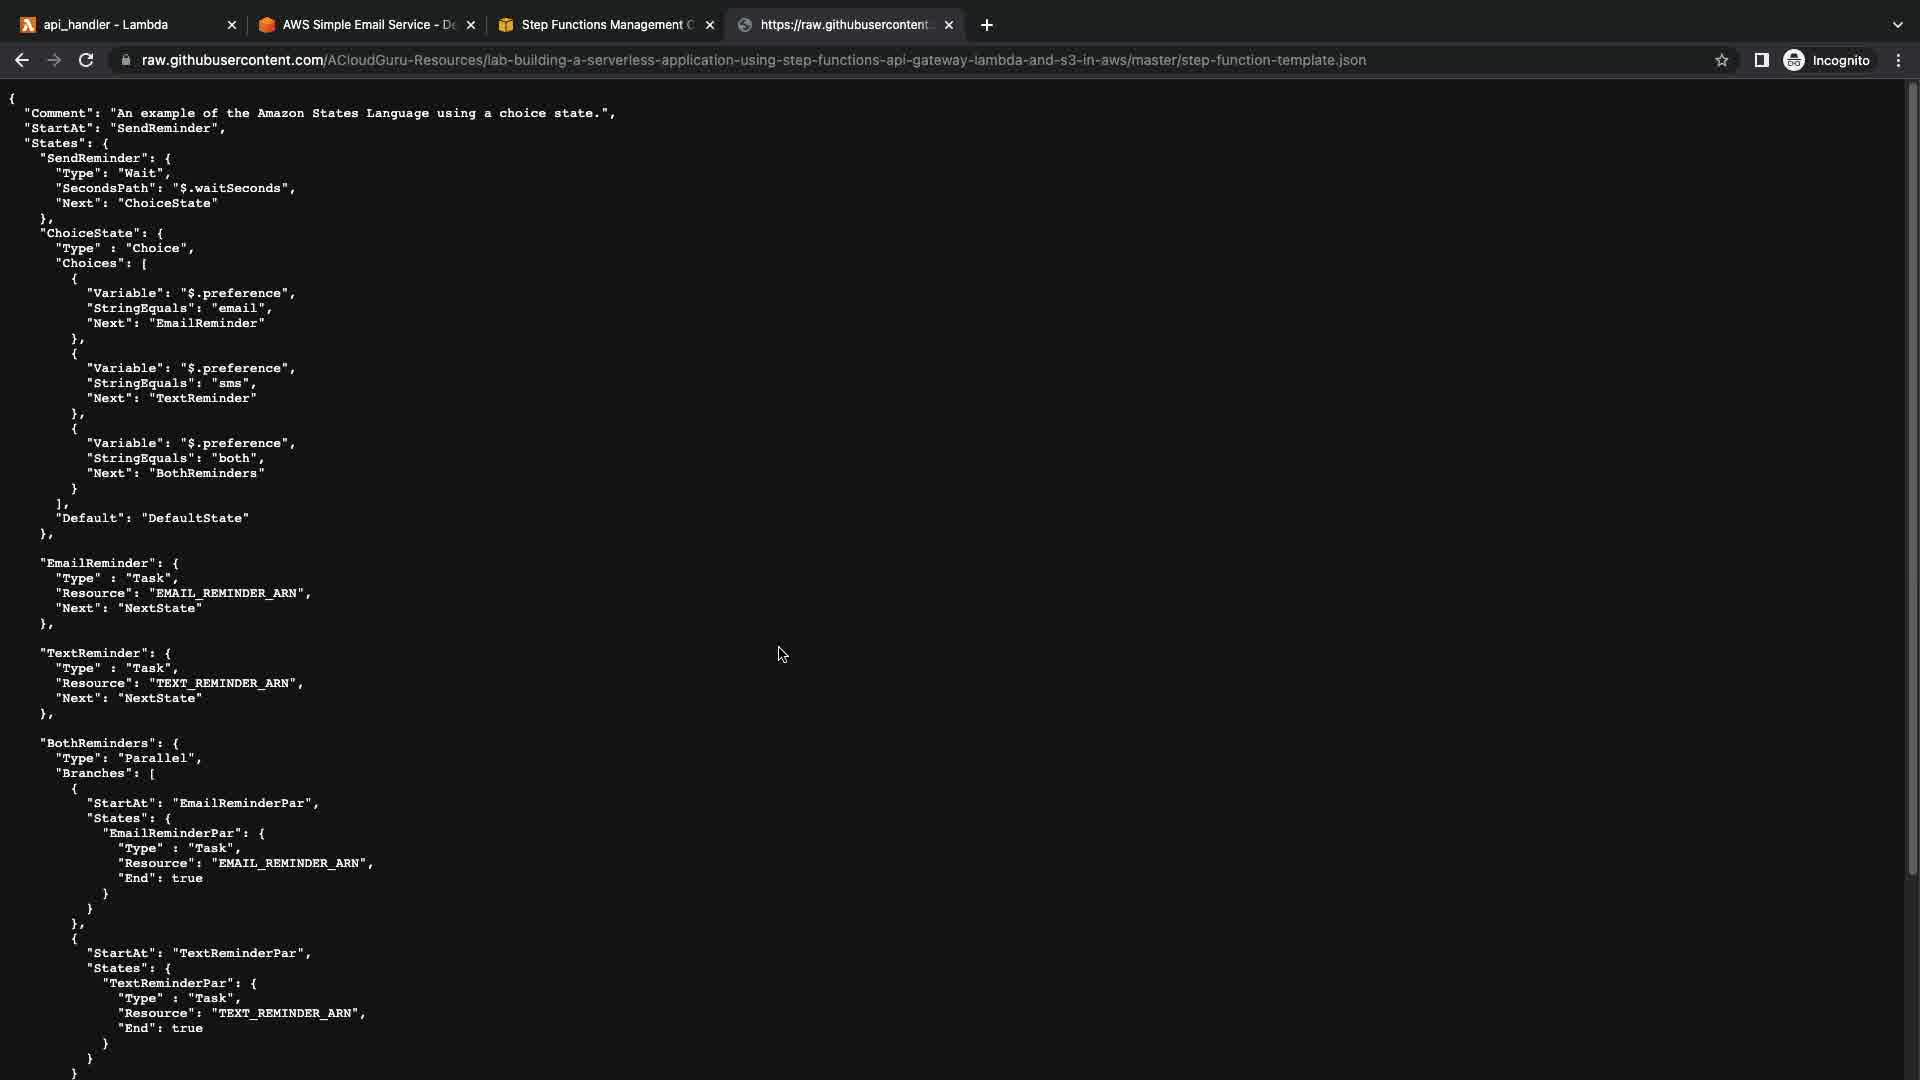 api_handler - Lambda
AWS Simple Email Service - De
Step Functions Management C
https://raw.githubusercontent.
raw.githubusercontent.com/ACloudGuru-Resources/lab-building-a-serverless-application-using-step-functions-api-gateway-lambda-and-s3-in-aws/master/step-function-template.json
Incognito
{
  "Comment": "An example of the Amazon States Language using a choice state.",
  "StartAt": "SendReminder",
  "States": {
    "SendReminder": {
      "Type": "Wait",
      "SecondsPath": "$.waitSeconds",
      "Next": "ChoiceState"
    },
    "ChoiceState": {
      "Type" : "Choice",
      "Choices": [
        {
          "Variable": "$.preference",
          "StringEquals": "email",
          "Next": "EmailReminder"
        },
        {
          "Variable": "$.preference",
          "StringEquals": "sms",
          "Next": "TextReminder"
        },
        {
          "Variable": "$.preference",
          "StringEquals": "both",
          "Next": "BothReminders"
        }
      ],
      "Default": "DefaultState"
    },
    "EmailReminder": {
      "Type" : "Task",
      "Resource": "EMAIL_REMINDER_ARN",
      "Next": "NextState"
    },
    "TextReminder": {
      "Type" : "Task",
      "Resource": "TEXT_REMINDER_ARN",
      "Next": "NextState"
    },
    "BothReminders": {
      "Type": "Parallel",
      "Branches": [
        {
          "StartAt": "EmailReminderPar",
          "States": {
            "EmailReminderPar": {
              "Type" : "Task",
              "Resource": "EMAIL_REMINDER_ARN",
              "End": true
            }
          }
        },
        {
          "StartAt": "TextReminderPar",
          "States": {
            "TextReminderPar": {
              "Type" : "Task",
              "Resource": "TEXT_REMINDER_ARN",
              "End": true
            }
          }
        }